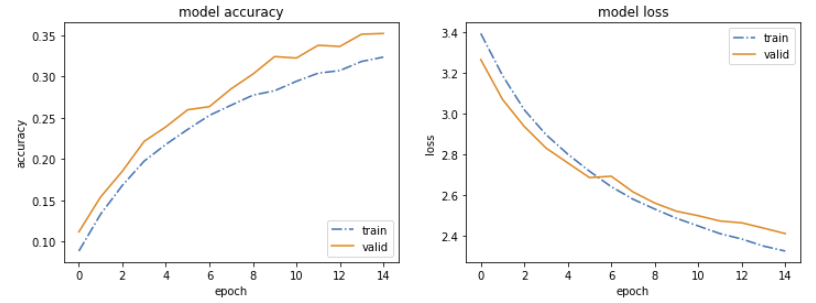 model accuracy
0.35
0.30
0.25
0.20
0.15
0.10
accuracy
0 2 4 6 8 10 12 14
epoch
train
valid
model loss
3.4
3.2
3.0
2.8
2.6
2.4
loss
0 2 4 6 8 10 12 14
epoch
train
valid